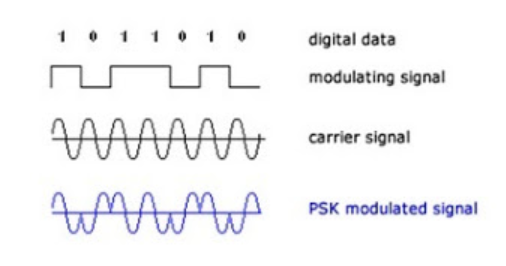 1 0 1 1 0 1 0 digital data
modulating signal
carrier signal
PSK modulated signal